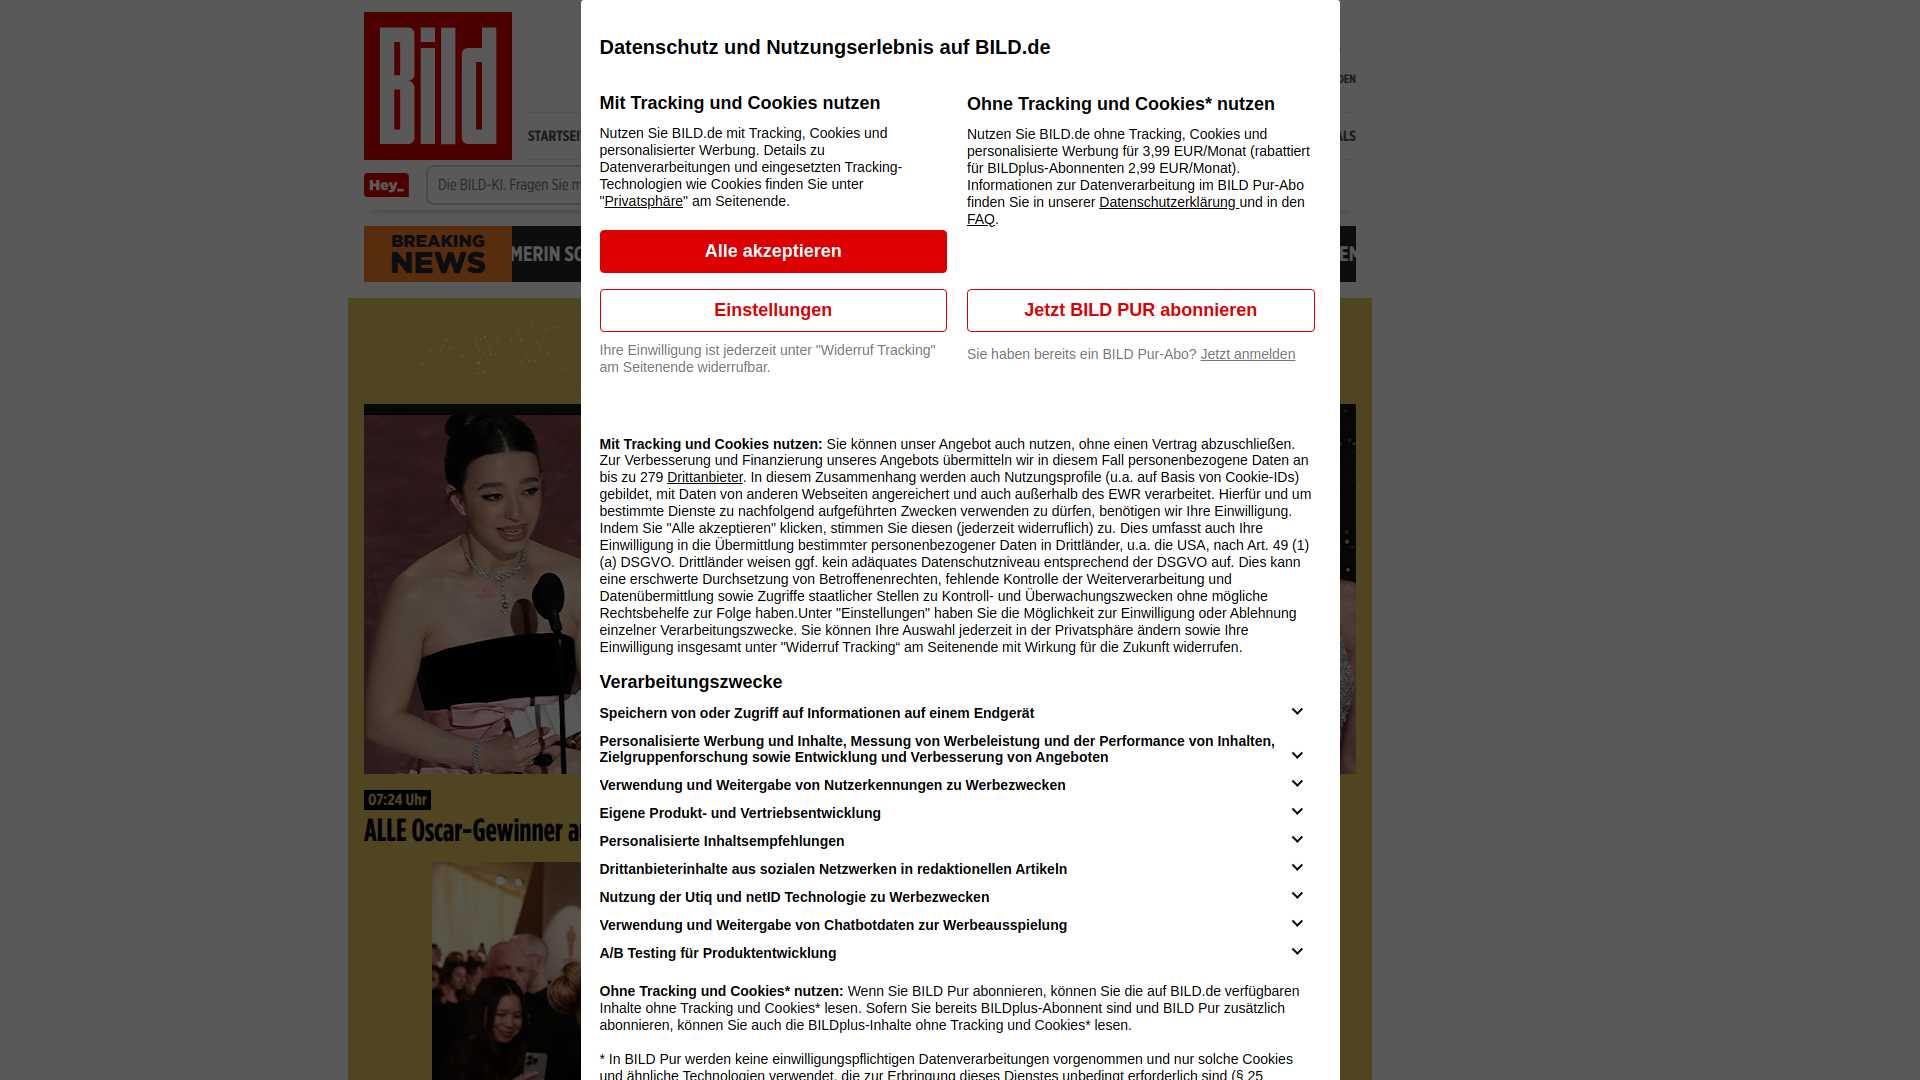 Bild
DEN
STARTSEI
ALS
Hey_
Die BILD-KI. Fragen Sie m
BREAKING
NEWS
MERIN SC
EN
07:24 Uhr
ALLE Oscar-Gewinner a
Datenschutz und Nutzungserlebnis auf BILD.de
Mit Tracking und Cookies nutzen
Nutzen Sie BILD.de mit Tracking, Cookies und
personalisierter Werbung. Details zu
Datenverarbeitungen und eingesetzten Tracking-
Technologien wie Cookies finden Sie unter
"Privatsphäre" am Seitenende.
Alle akzeptieren
Einstellungen
Ihre Einwilligung ist jederzeit unter "Widerruf Tracking"
am Seitenende widerrufbar.
Ohne Tracking und Cookies* nutzen
Nutzen Sie BILD.de ohne Tracking, Cookies und
personalisierte Werbung für 3,99 EUR/Monat (rabattiert
für BILDplus-Abonnenten 2,99 EUR/Monat).
Informationen zur Datenverarbeitung im BILD Pur-Abo
finden Sie in unserer Datenschutzerklärung und in den
FAQ.
Jetzt BILD PUR abonnieren
Sie haben bereits ein BILD Pur-Abo? Jetzt anmelden
Mit Tracking und Cookies nutzen: Sie können unser Angebot auch nutzen, ohne einen Vertrag abzuschließen.
Zur Verbesserung und Finanzierung unseres Angebots übermitteln wir in diesem Fall personenbezogene Daten an
bis zu 279 Drittanbieter. In diesem Zusammenhang werden auch Nutzungsprofile (u.a. auf Basis von Cookie-IDs)
gebildet, mit Daten von anderen Webseiten angereichert und auch außerhalb des EWR verarbeitet. Hierfür und um
bestimmte Dienste zu nachfolgend aufgeführten Zwecken verwenden zu dürfen, benötigen wir Ihre Einwilligung.
Indem Sie "Alle akzeptieren" klicken, stimmen Sie diesen (jederzeit widerruflich) zu. Dies umfasst auch Ihre
Einwilligung in die Übermittlung bestimmter personenbezogener Daten in Drittländer, u.a. die USA, nach Art. 49 (1)
(a) DSGVO. Drittländer weisen ggf. kein adäquates Datenschutzniveau entsprechend der DSGVO auf. Dies kann
eine erschwerte Durchsetzung von Betroffenenrechten, fehlende Kontrolle der Weiterverarbeitung und
Datenübermittlung sowie Zugriffe staatlicher Stellen zu Kontroll- und Überwachungszwecken ohne mögliche
Rechtsbehelfe zur Folge haben.Unter "Einstellungen" haben Sie die Möglichkeit zur Einwilligung oder Ablehnung
einzelner Verarbeitungszwecke. Sie können Ihre Auswahl jederzeit in der Privatsphäre ändern sowie Ihre
Einwilligung insgesamt unter "Widerruf Tracking“ am Seitenende mit Wirkung für die Zukunft widerrufen.
Verarbeitungszwecke
Speichern von oder Zugriff auf Informationen auf einem Endgerät
Personalisierte Werbung und Inhalte, Messung von Werbeleistung und der Performance von Inhalten,
Zielgruppenforschung sowie Entwicklung und Verbesserung von Angeboten
Verwendung und Weitergabe von Nutzerkennungen zu Werbezwecken
Eigene Produkt- und Vertriebsentwicklung
Personalisierte Inhaltsempfehlungen
Drittanbieterinhalte aus sozialen Netzwerken in redaktionellen Artikeln
Nutzung der Utiq und netID Technologie zu Werbezwecken
Verwendung und Weitergabe von Chatbotdaten zur Werbeausspielung
A/B Testing für Produktentwicklung
Ohne Tracking und Cookies* nutzen: Wenn Sie BILD Pur abonnieren, können Sie die auf BILD.de verfügbaren
Inhalte ohne Tracking und Cookies* lesen. Sofern Sie bereits BILDplus-Abonnent sind und BILD Pur zusätzlich
abonnieren, können Sie auch die BILDplus-Inhalte ohne Tracking und Cookies* lesen.
* In BILD Pur werden keine einwilligungspflichtigen Datenverarbeitungen vorgenommen und nur solche Cookies
und ähnliche Technologien verwendet, die zur Erbringung dieses Dienstes unbedingt erforderlich sind (§ 25